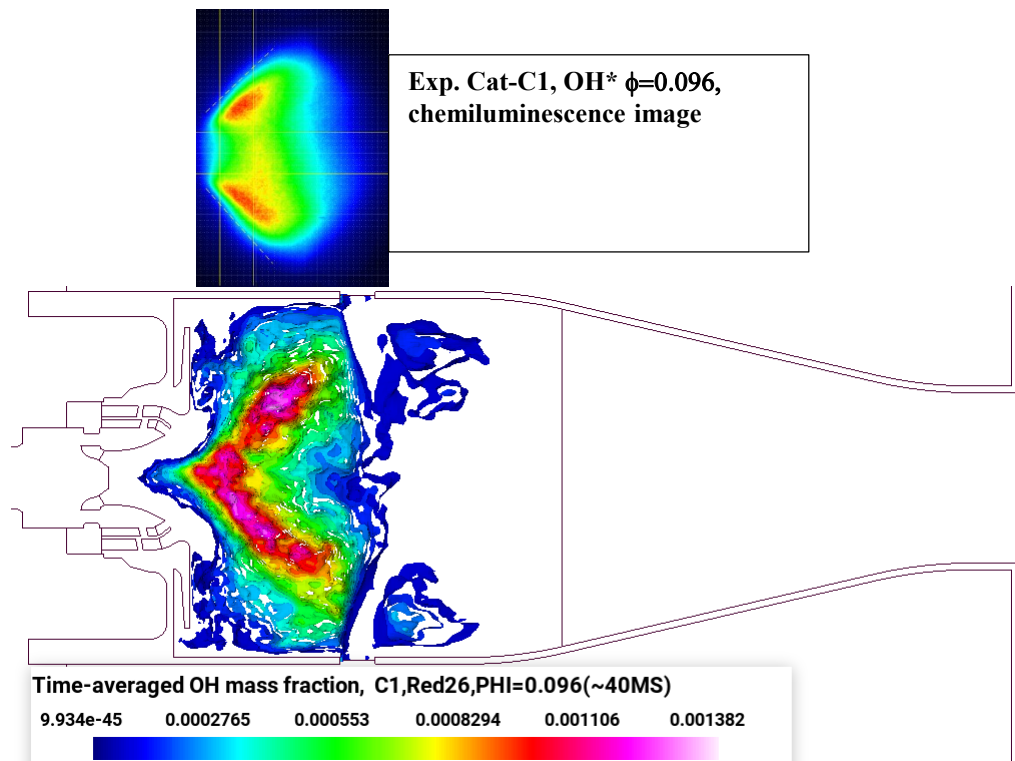 Exp. Cat-C1, OH* ϕ=0.096,
chemiluminescence image
Time-averaged OH mass fraction, C1,Red26,PHI=0.096(~40MS)
9.934e-45 0.0002765 0.000553 0.0008294 0.001106 0.001382